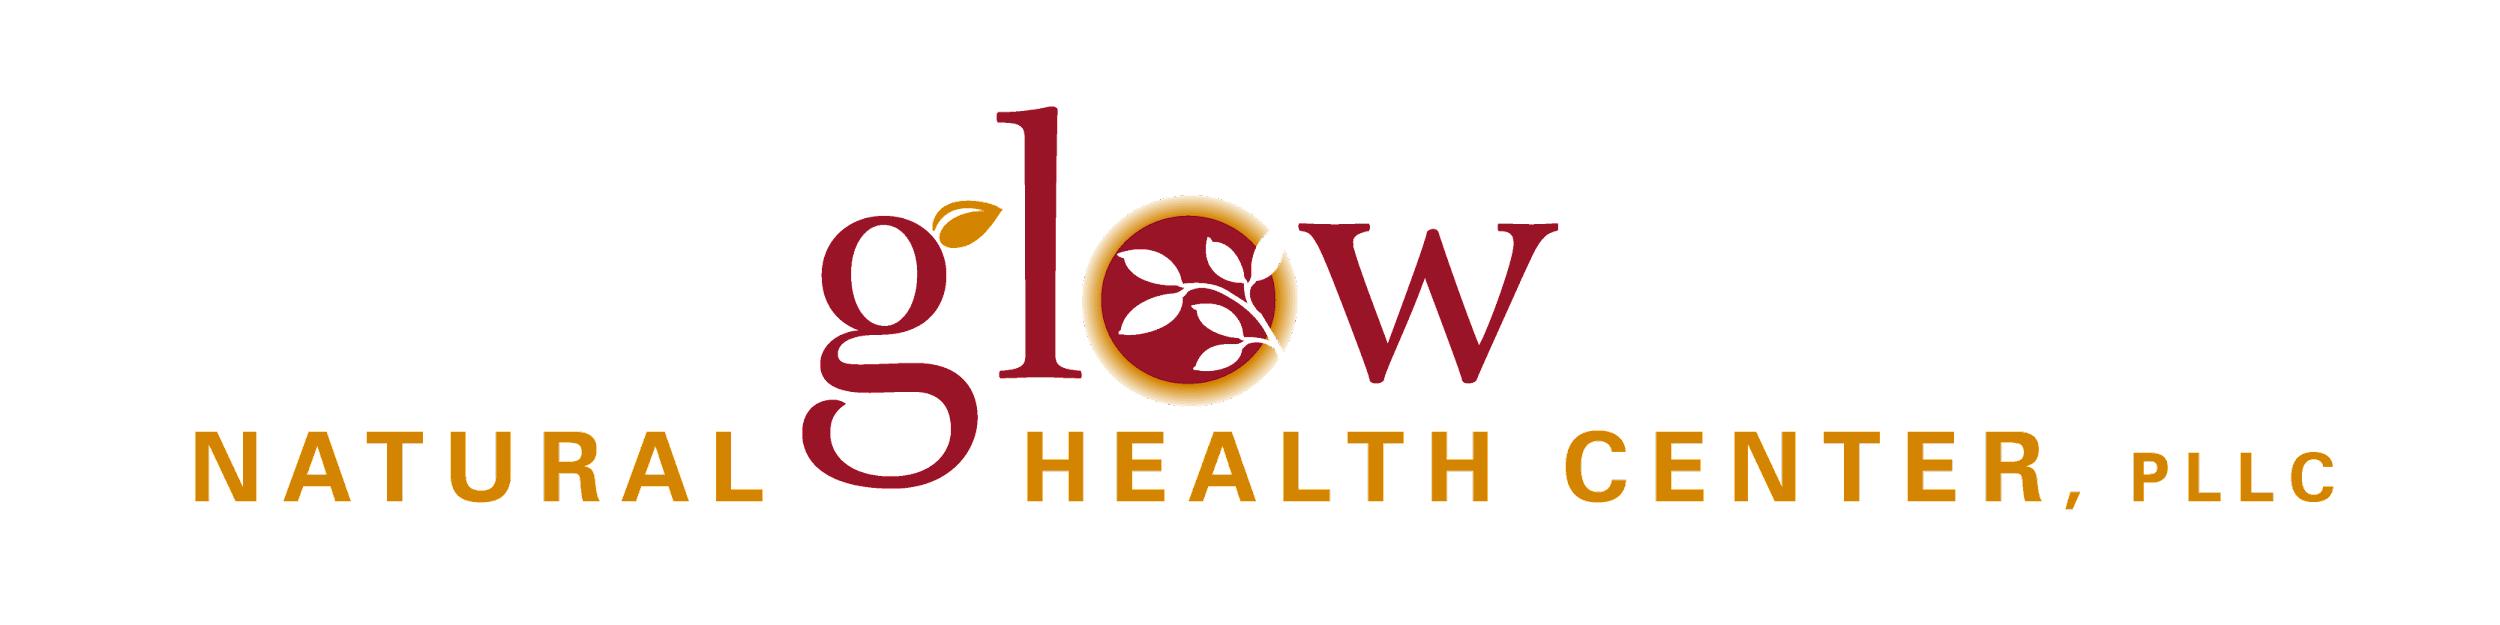 glow
NATURAL HEALTH CENTER, PLLC